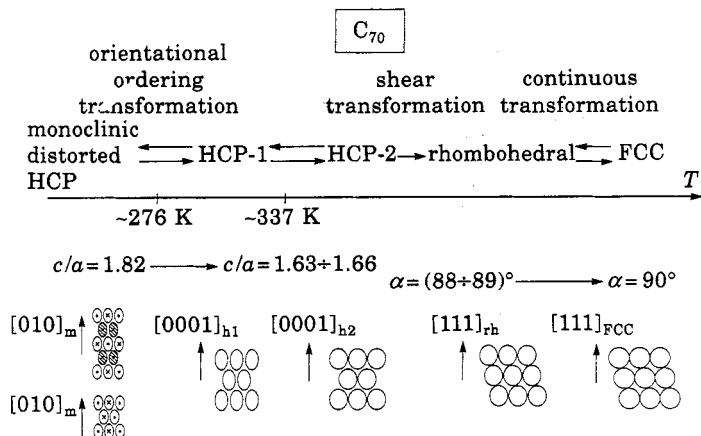 C₇₀
orientational
ordering
transformation
shear
transformation
continuous
transformation
monoclinic
distorted
HCP
HCP-1
HCP-2
rhombohedral
FCC
T
~276 K
~337 K
c/a=1.82
c/a=1.63÷1.66
α=(88÷89)°
α=90°
[010]ₘ
[0001]ₕ₁
[0001]ₕ₂
[111]ᵣₕ
[111]FCC
[010]ₘ